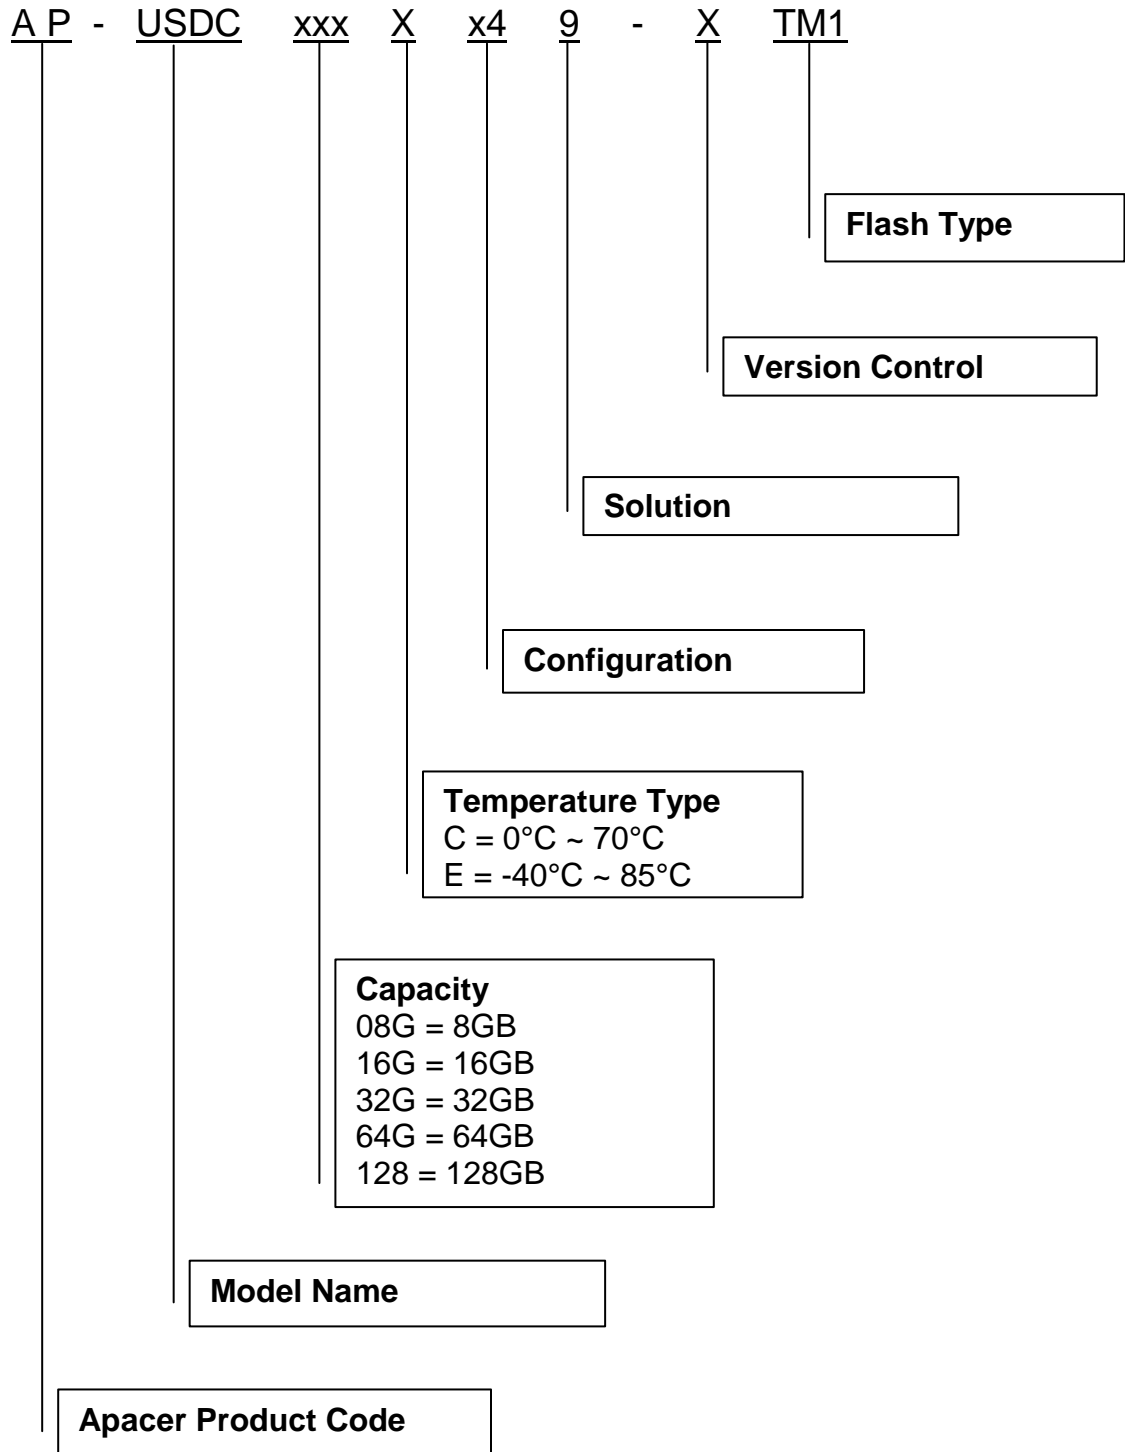 A P - USDC xxx X x4 9 - X TM1
Flash Type
Version Control
Solution
Configuration
Temperature Type
C = 0°C ~ 70°C
E = -40°C ~ 85°C
Capacity
08G = 8GB
16G = 16GB
32G = 32GB
64G = 64GB
128 = 128GB
Model Name
Apacer Product Code